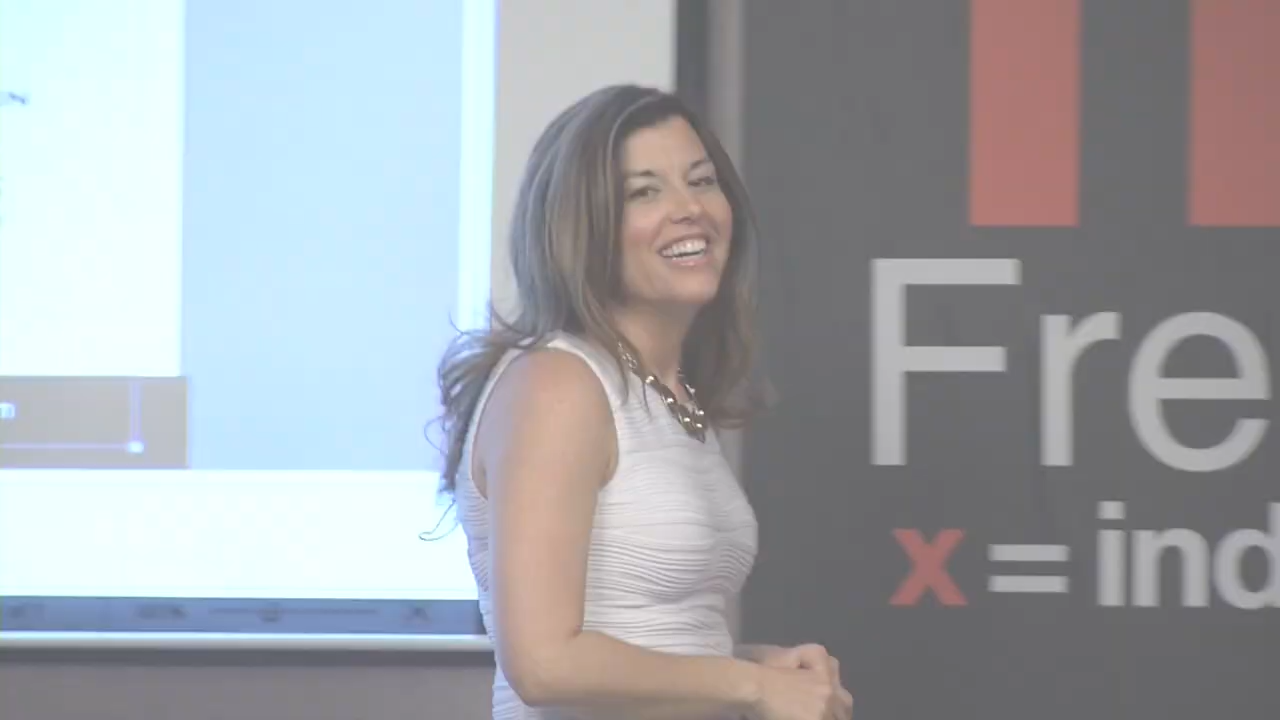 Fre
x = ind